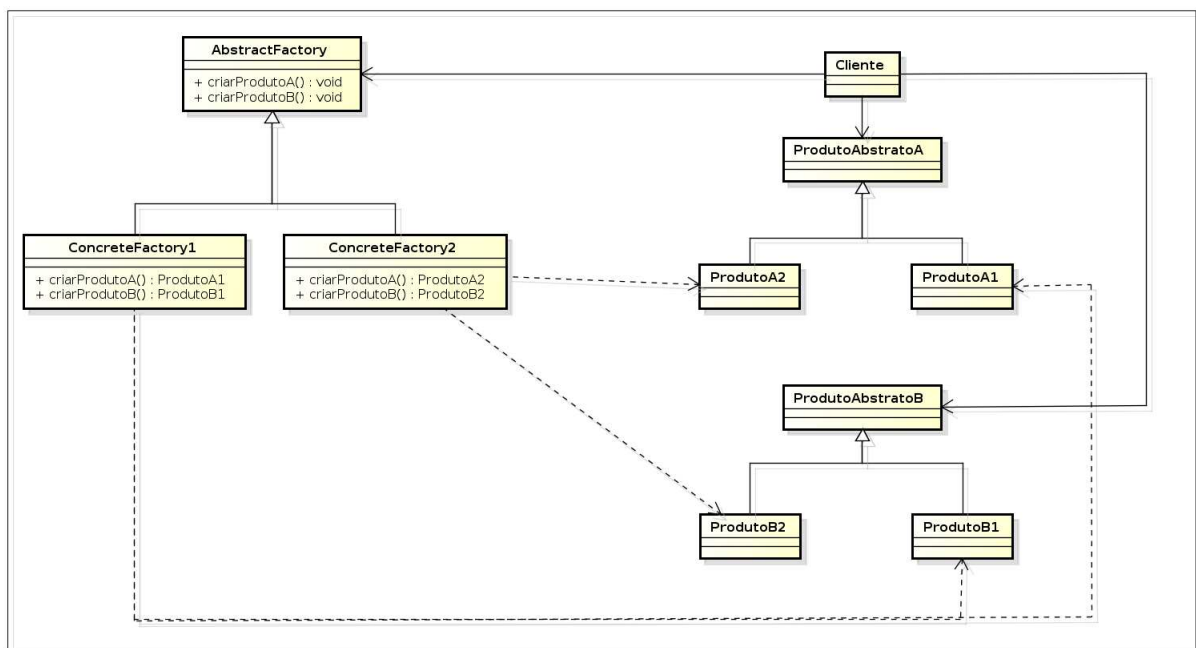 AbstractFactory
+ criarProdutoA() : void
+ criarProdutoB() : void
Cliente
ProdutoAbstratoA
ConcreteFactory1
+ criarProdutoA() : ProdutoA1
+ criarProdutoB() : ProdutoB1
ConcreteFactory2
+ criarProdutoA() : ProdutoA2
+ criarProdutoB() : ProdutoB2
ProdutoA2
ProdutoA1
ProdutoAbstratoB
ProdutoB2
ProdutoB1